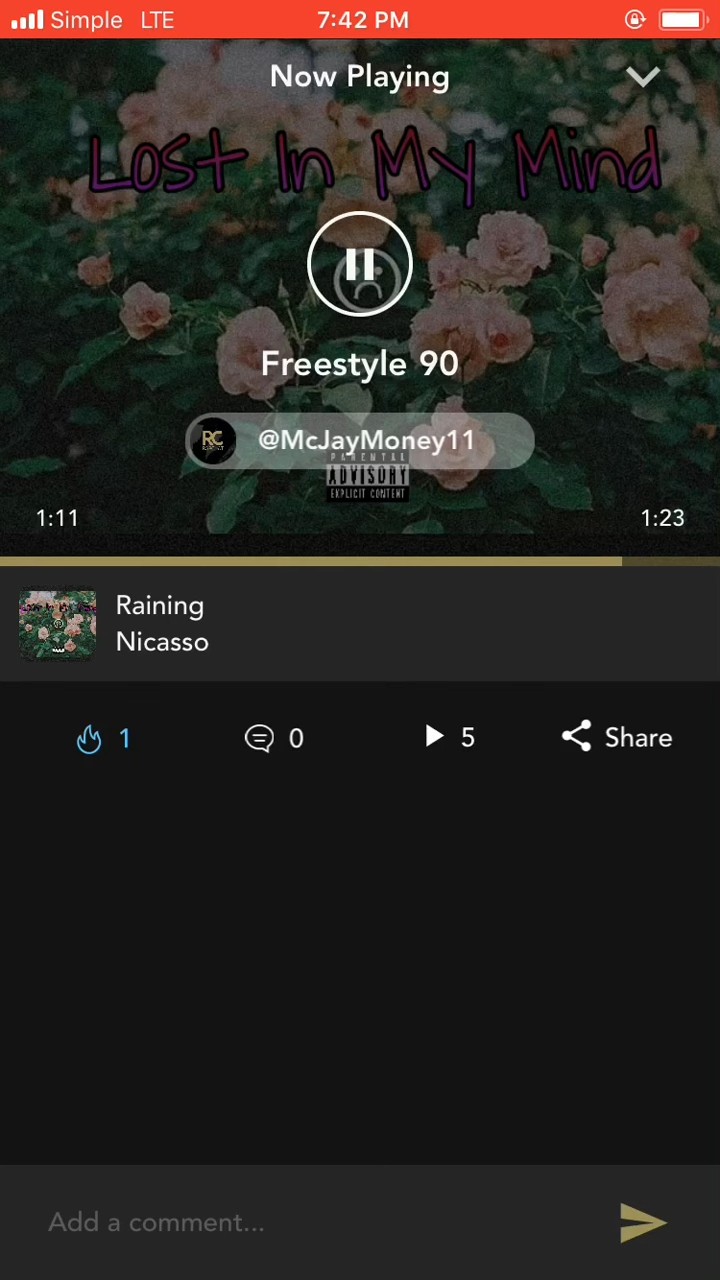 Simple LTE 7:42 PM
Now Playing
Lost In My Mind
Freestyle 90
RC @McJayMoney11
PARENTAL
ADVISORY
EXPLICIT CONTENT
1:11 1:23
Raining
Nicasso
1 0 5 Share
Add a comment...